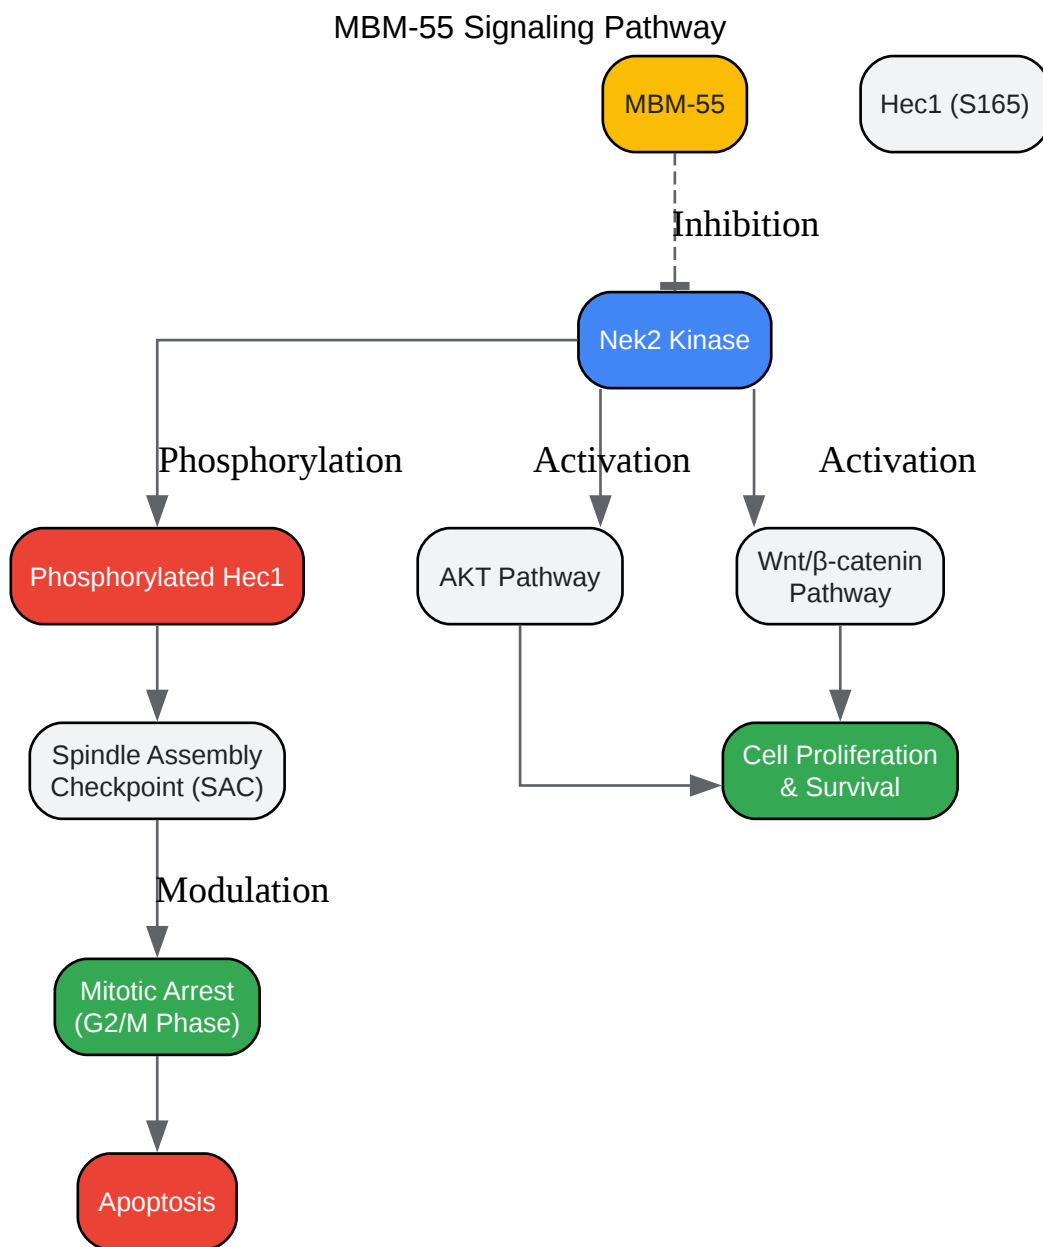 MBM-55 Signaling Pathway
MBM-55
Hec1 (S165)
Inhibition
Nek2 Kinase
Phosphorylation
Activation
Activation
Phosphorylated Hec1
AKT Pathway
Wnt/β-catenin
Pathway
Spindle Assembly
Checkpoint (SAC)
Cell Proliferation
& Survival
Modulation
Mitotic Arrest
(G2/M Phase)
Apoptosis